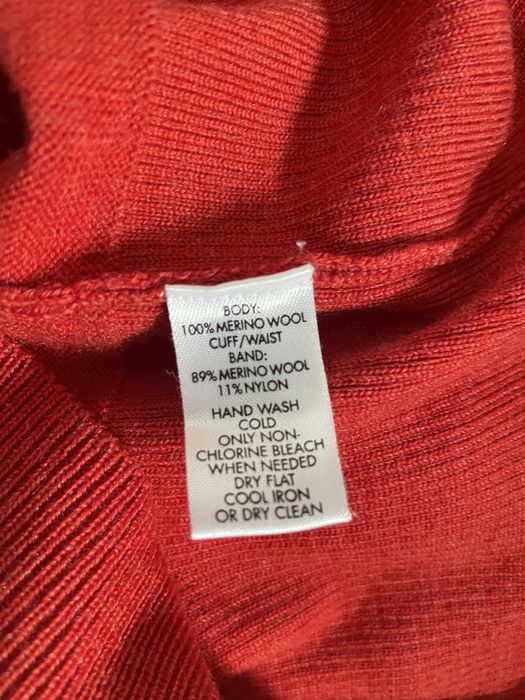 BODY:
100% MERINO WOOL
CUFF/WAIST
BAND:
89% MERINO WOOL
11% NYLON
HAND WASH
COLD
ONLY NON-
CHLORINE BLEACH
WHEN NEEDED
DRY FLAT
COOL IRON
OR DRY CLEAN